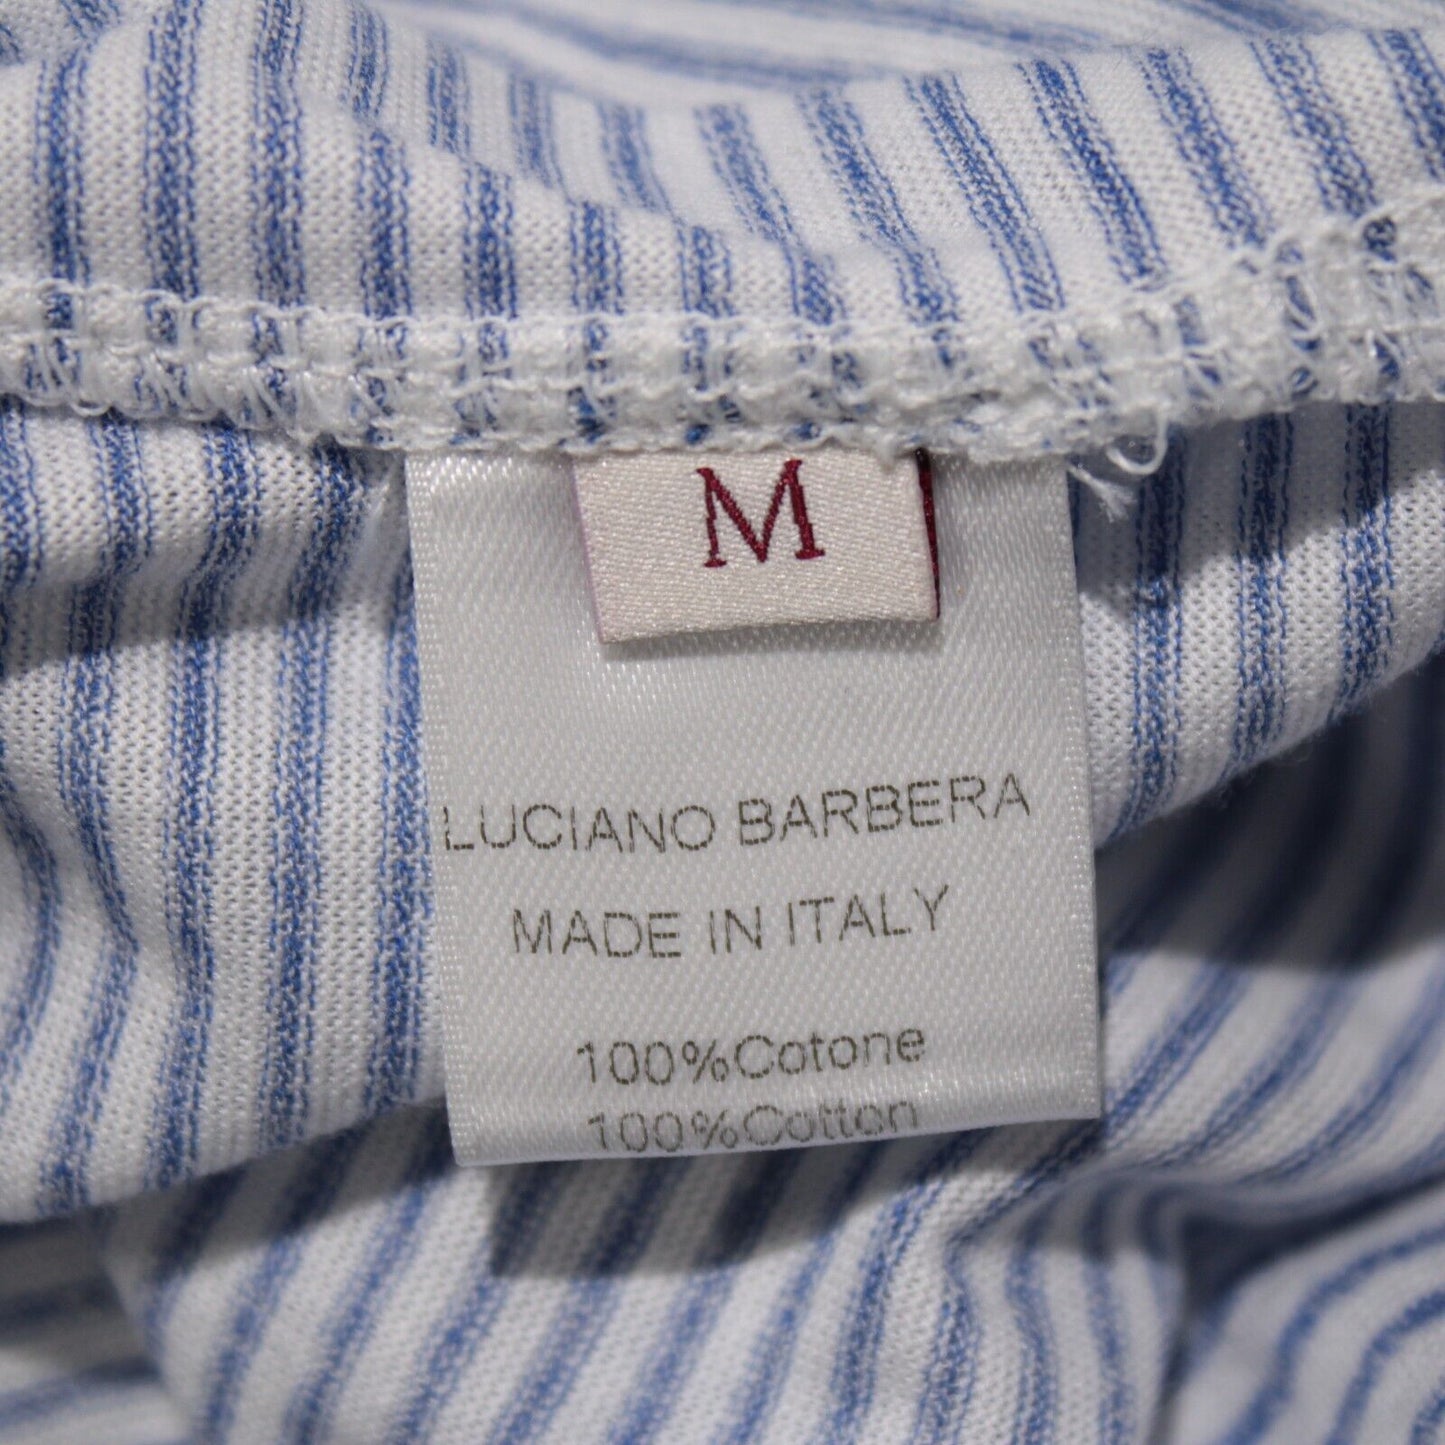 M
LUCIANO BARBERA
MADE IN ITALY
100%Cotone
100%Cotton